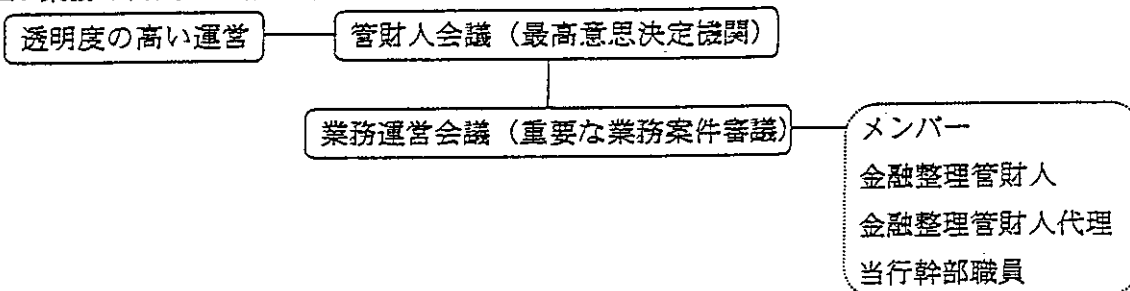 透明度の高い運営
管財人会議（最高意思決定機関）
業務運営会議（重要な業務案件審議）
メンバー
金融整理管財人
金融整理管財人代理
当行幹部職員